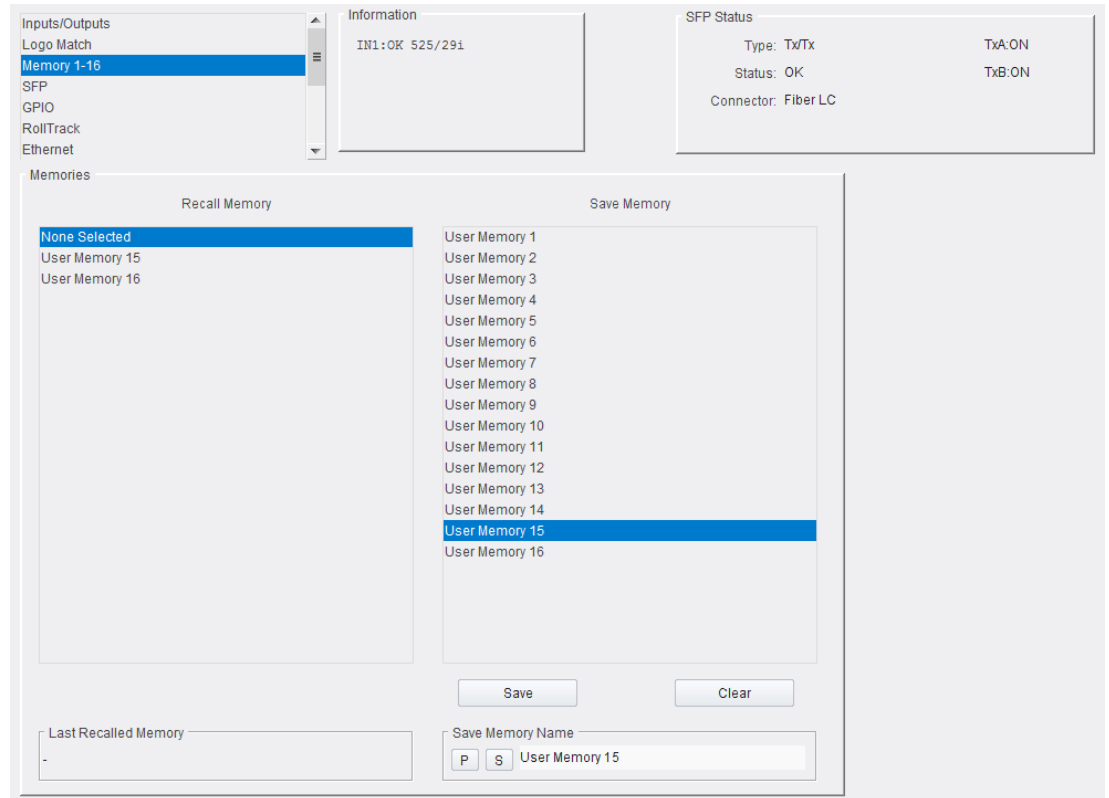 Inputs/Outputs
Logo Match
Memory 1-16
SFP
GPIO
RollTrack
Ethernet
Information
IN1:OK 525/29i
SFP Status
Type: Tx/Tx TxA:ON
Status: OK TxB:ON
Connector: Fiber LC
Memories
Recall Memory
None Selected
User Memory 15
User Memory 16
Save Memory
User Memory 1
User Memory 2
User Memory 3
User Memory 4
User Memory 5
User Memory 6
User Memory 7
User Memory 8
User Memory 9
User Memory 10
User Memory 11
User Memory 12
User Memory 13
User Memory 14
User Memory 15
User Memory 16
Save Clear
Last Recalled Memory
-
Save Memory Name
P S User Memory 15